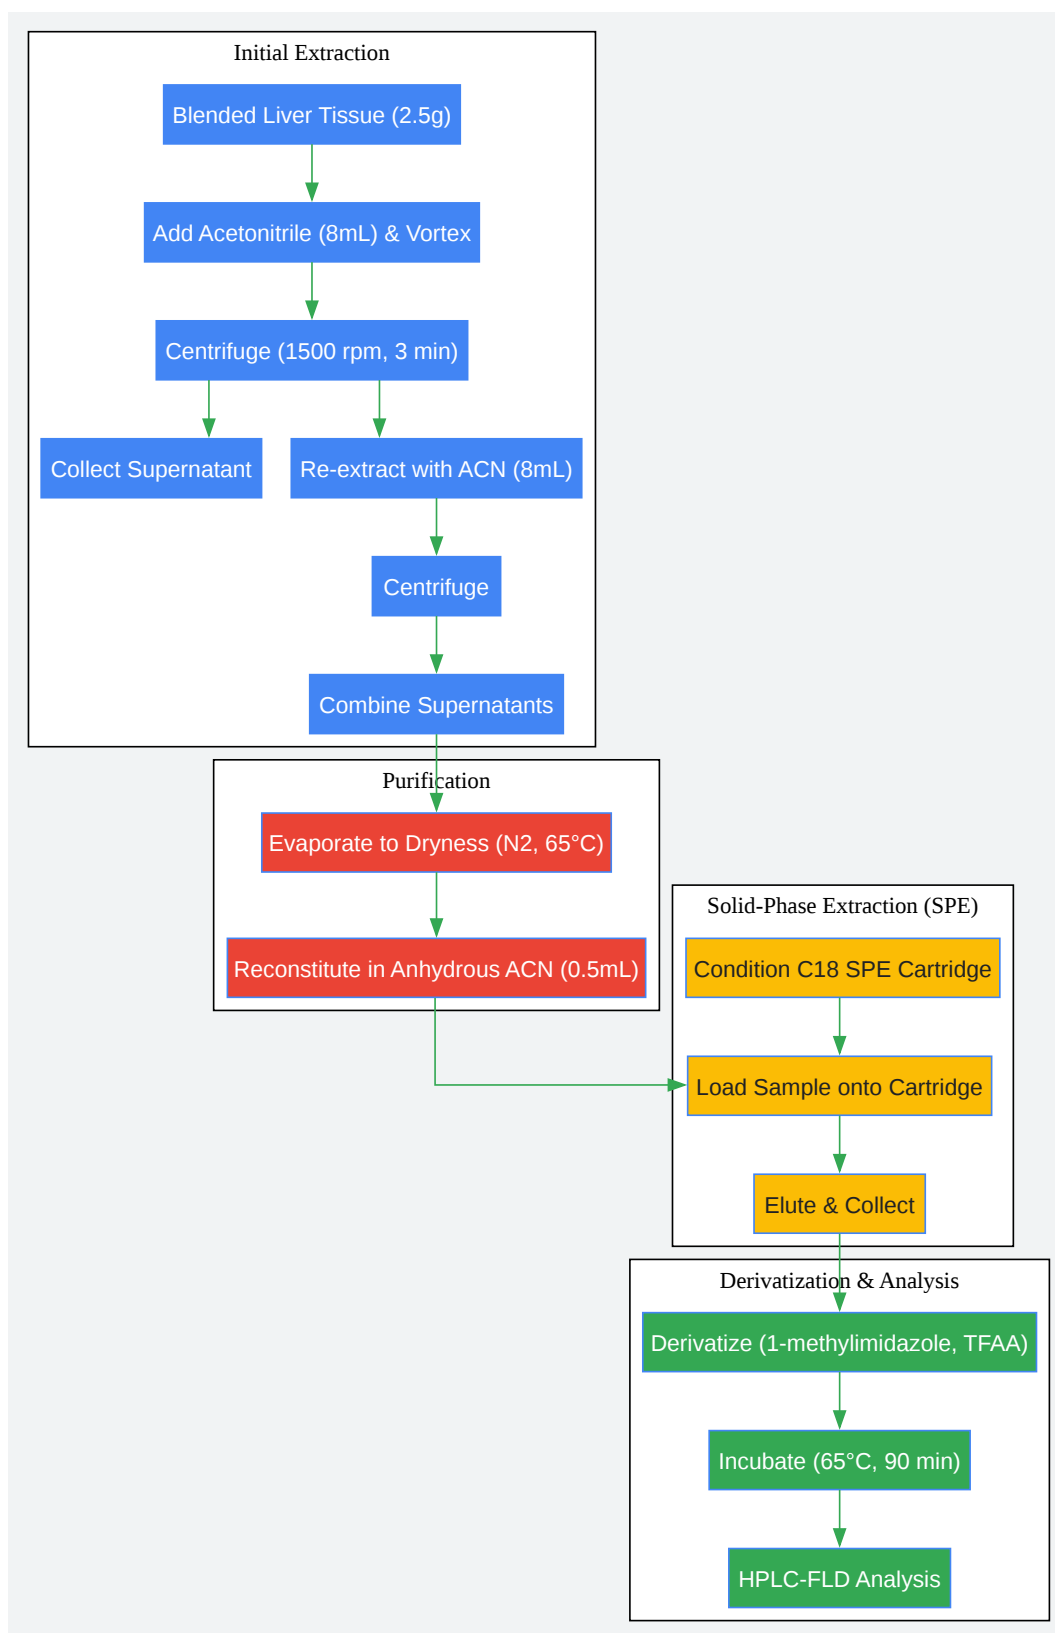 Initial Extraction
Blended Liver Tissue (2.5g)
Add Acetonitrile (8mL) & Vortex
Centrifuge (1500 rpm, 3 min)
Collect Supernatant
Re-extract with ACN (8mL)
Centrifuge
Combine Supernatants
Purification
Evaporate to Dryness (N2, 65°C)
Reconstitute in Anhydrous ACN (0.5mL)
Solid-Phase Extraction (SPE)
Condition C18 SPE Cartridge
Load Sample onto Cartridge
Elute & Collect
Derivatization & Analysis
Derivatize (1-methylimidazole, TFAA)
Incubate (65°C, 90 min)
HPLC-FLD Analysis